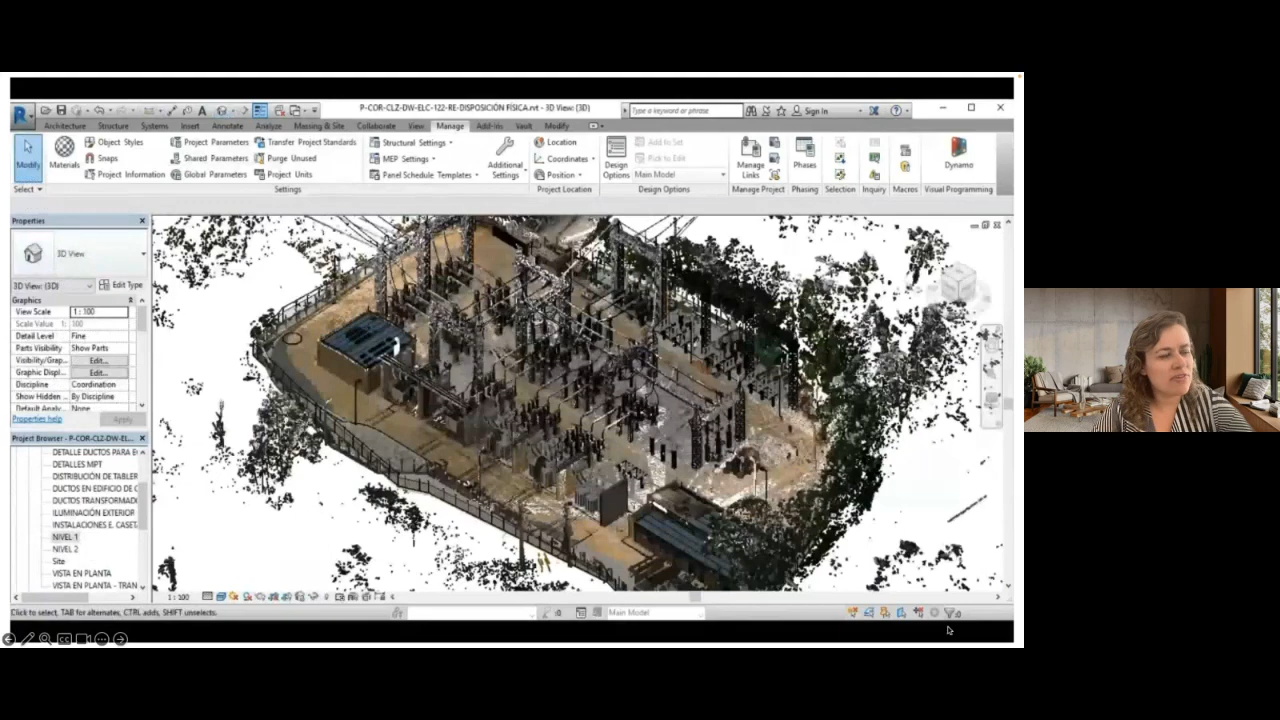 P-COR-CLZ-DW-ELC-122-RE-DISPOSICIÓN FÍSICA.rvt - 3D View: {3D}
Type a keyword or phrase
Sign In
Architecture Structure Systems Insert Annotate Analyze Massing & Site Collaborate View Manage Add-Ins Vault Modify
Modify
Materials
Object Styles
Snaps
Project Information
Project Parameters
Shared Parameters
Global Parameters
Transfer Project Standards
Purge Unused
Project Units
Structural Settings
MEP Settings
Panel Schedule Templates
Additional
Settings
Location
Coordinates
Position
Design
Options
Add to Set
Pick to Edit
Main Model
Manage
Links
Phases
Dynamo
Select Settings Project Location Design Options Manage Project Phasing Selection Inquiry Macros Visual Programming
Properties
3D View
3D View: {3D} Edit Type
Graphics
View Scale 1 : 100
Scale Value 1: 100
Detail Level Fine
Parts Visibility Show Parts
Visibility/Grap... Edit...
Graphic Displ... Edit...
Discipline Coordination
Show Hidden ... By Discipline
Default Analy... None
Properties help Apply
Project Browser - P-COR-CLZ-DW-EL...
DETALLE DUCTOS PARA E
DETALLES MPT
DISTRIBUCIÓN DE TABLER
DUCTOS EN EDIFICIO DE C
DUCTOS TRANSFORMAD
ILUMINACIÓN EXTERIOR
INSTALACIONES E. CASET
NIVEL 1
NIVEL 2
Site
VISTA EN PLANTA
VISTA EN PLANTA - TRAN
1 : 100
Click to select, TAB for alternates, CTRL adds, SHIFT unselects.
:0
Main Model
:0
CC